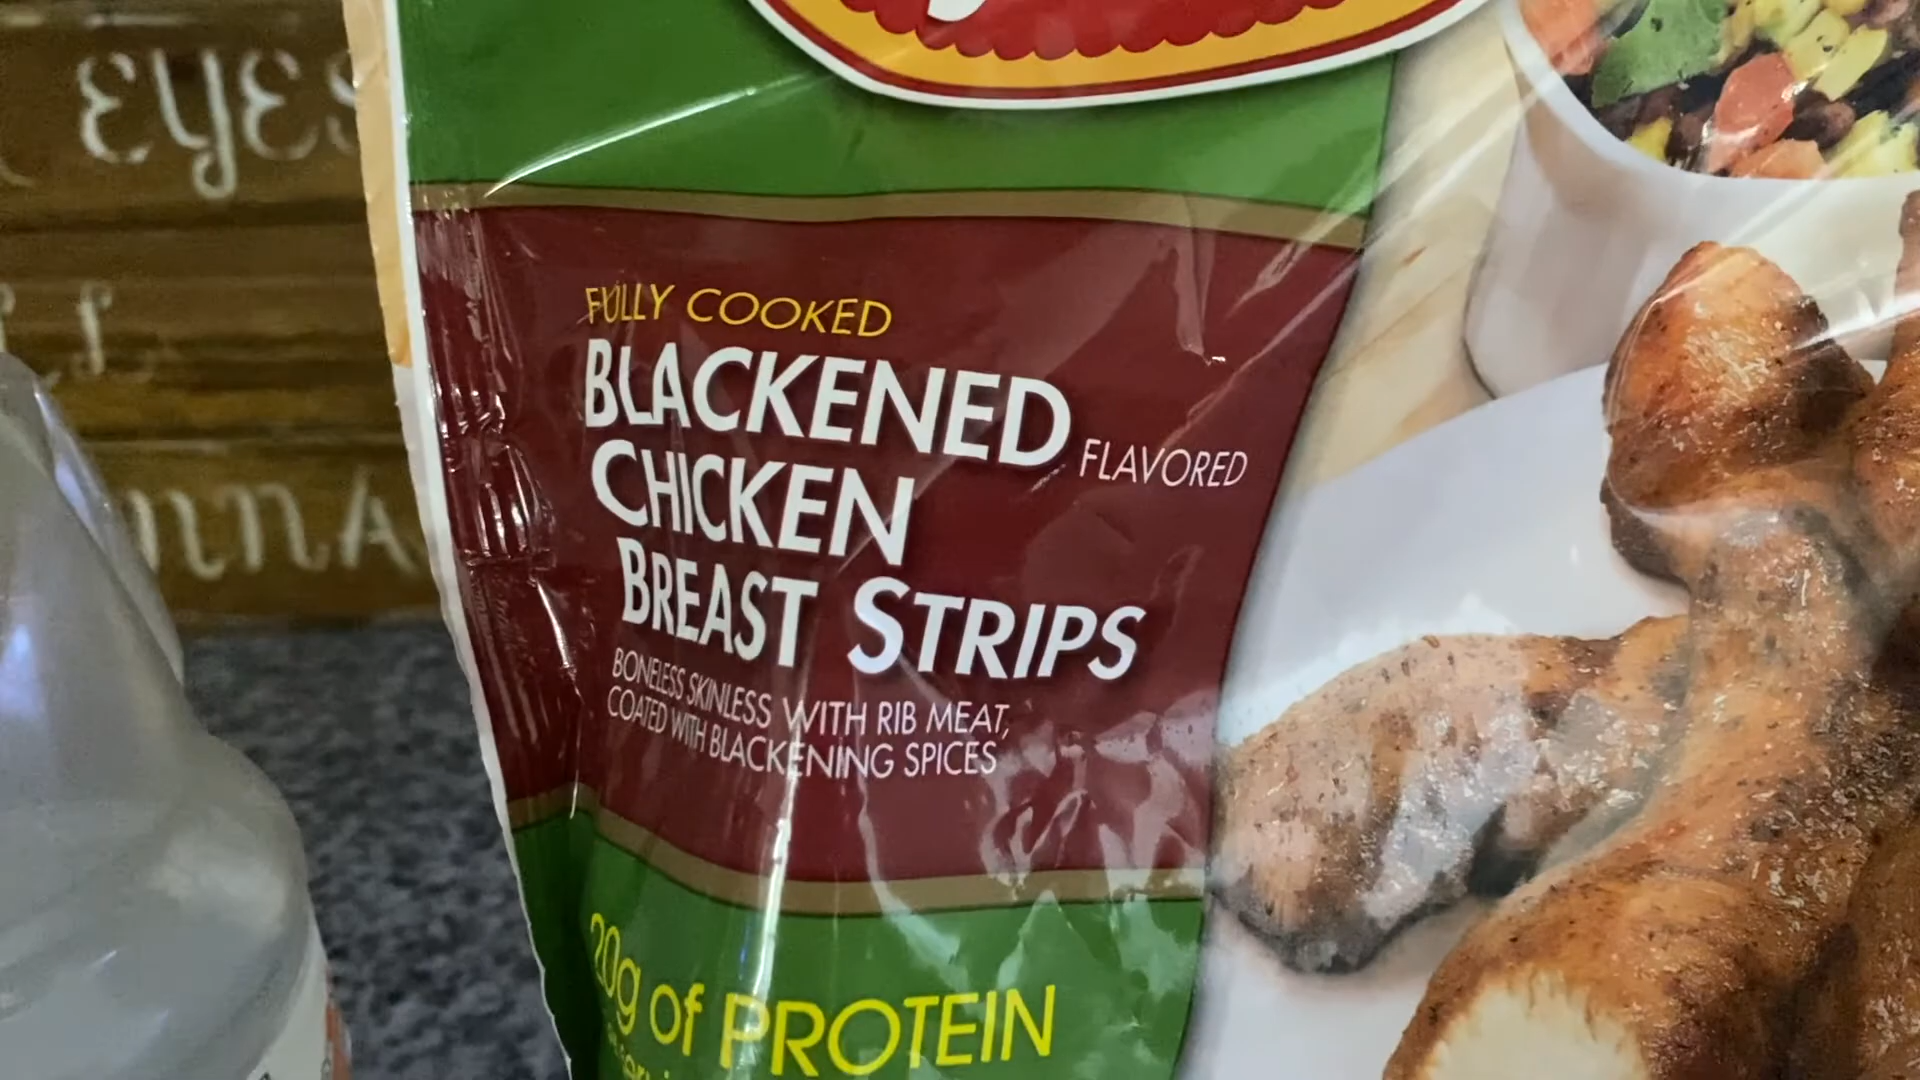 EYES
FULLY COOKED
BLACKENED FLAVORED
CHICKEN
BREAST STRIPS
BONELESS SKINLESS WITH RIB MEAT,
COATED WITH BLACKENING SPICES
20g of PROTEIN